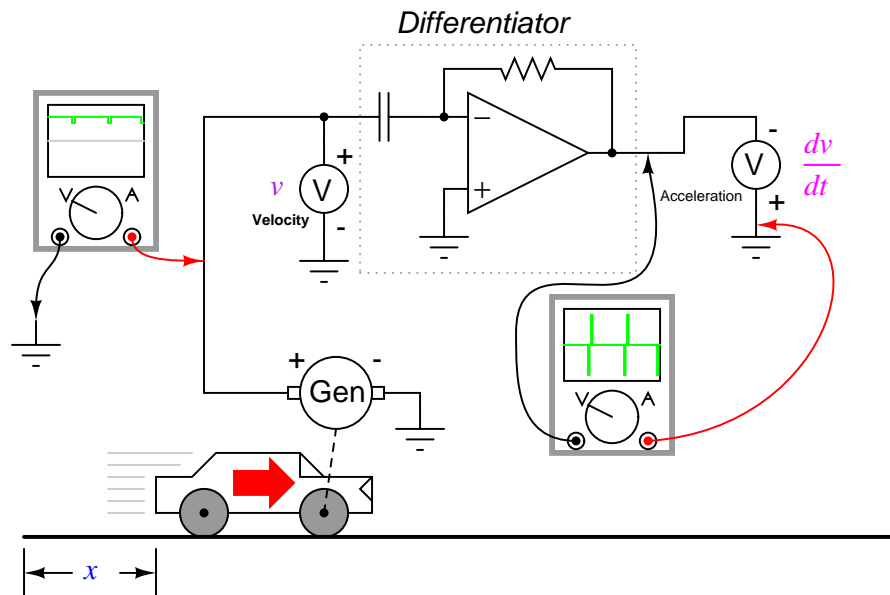 Differentiator
V A
+
-
v
V
Velocity
-
+
-
V
+
dv
dt
Acceleration
+ -
Gen
V A
x